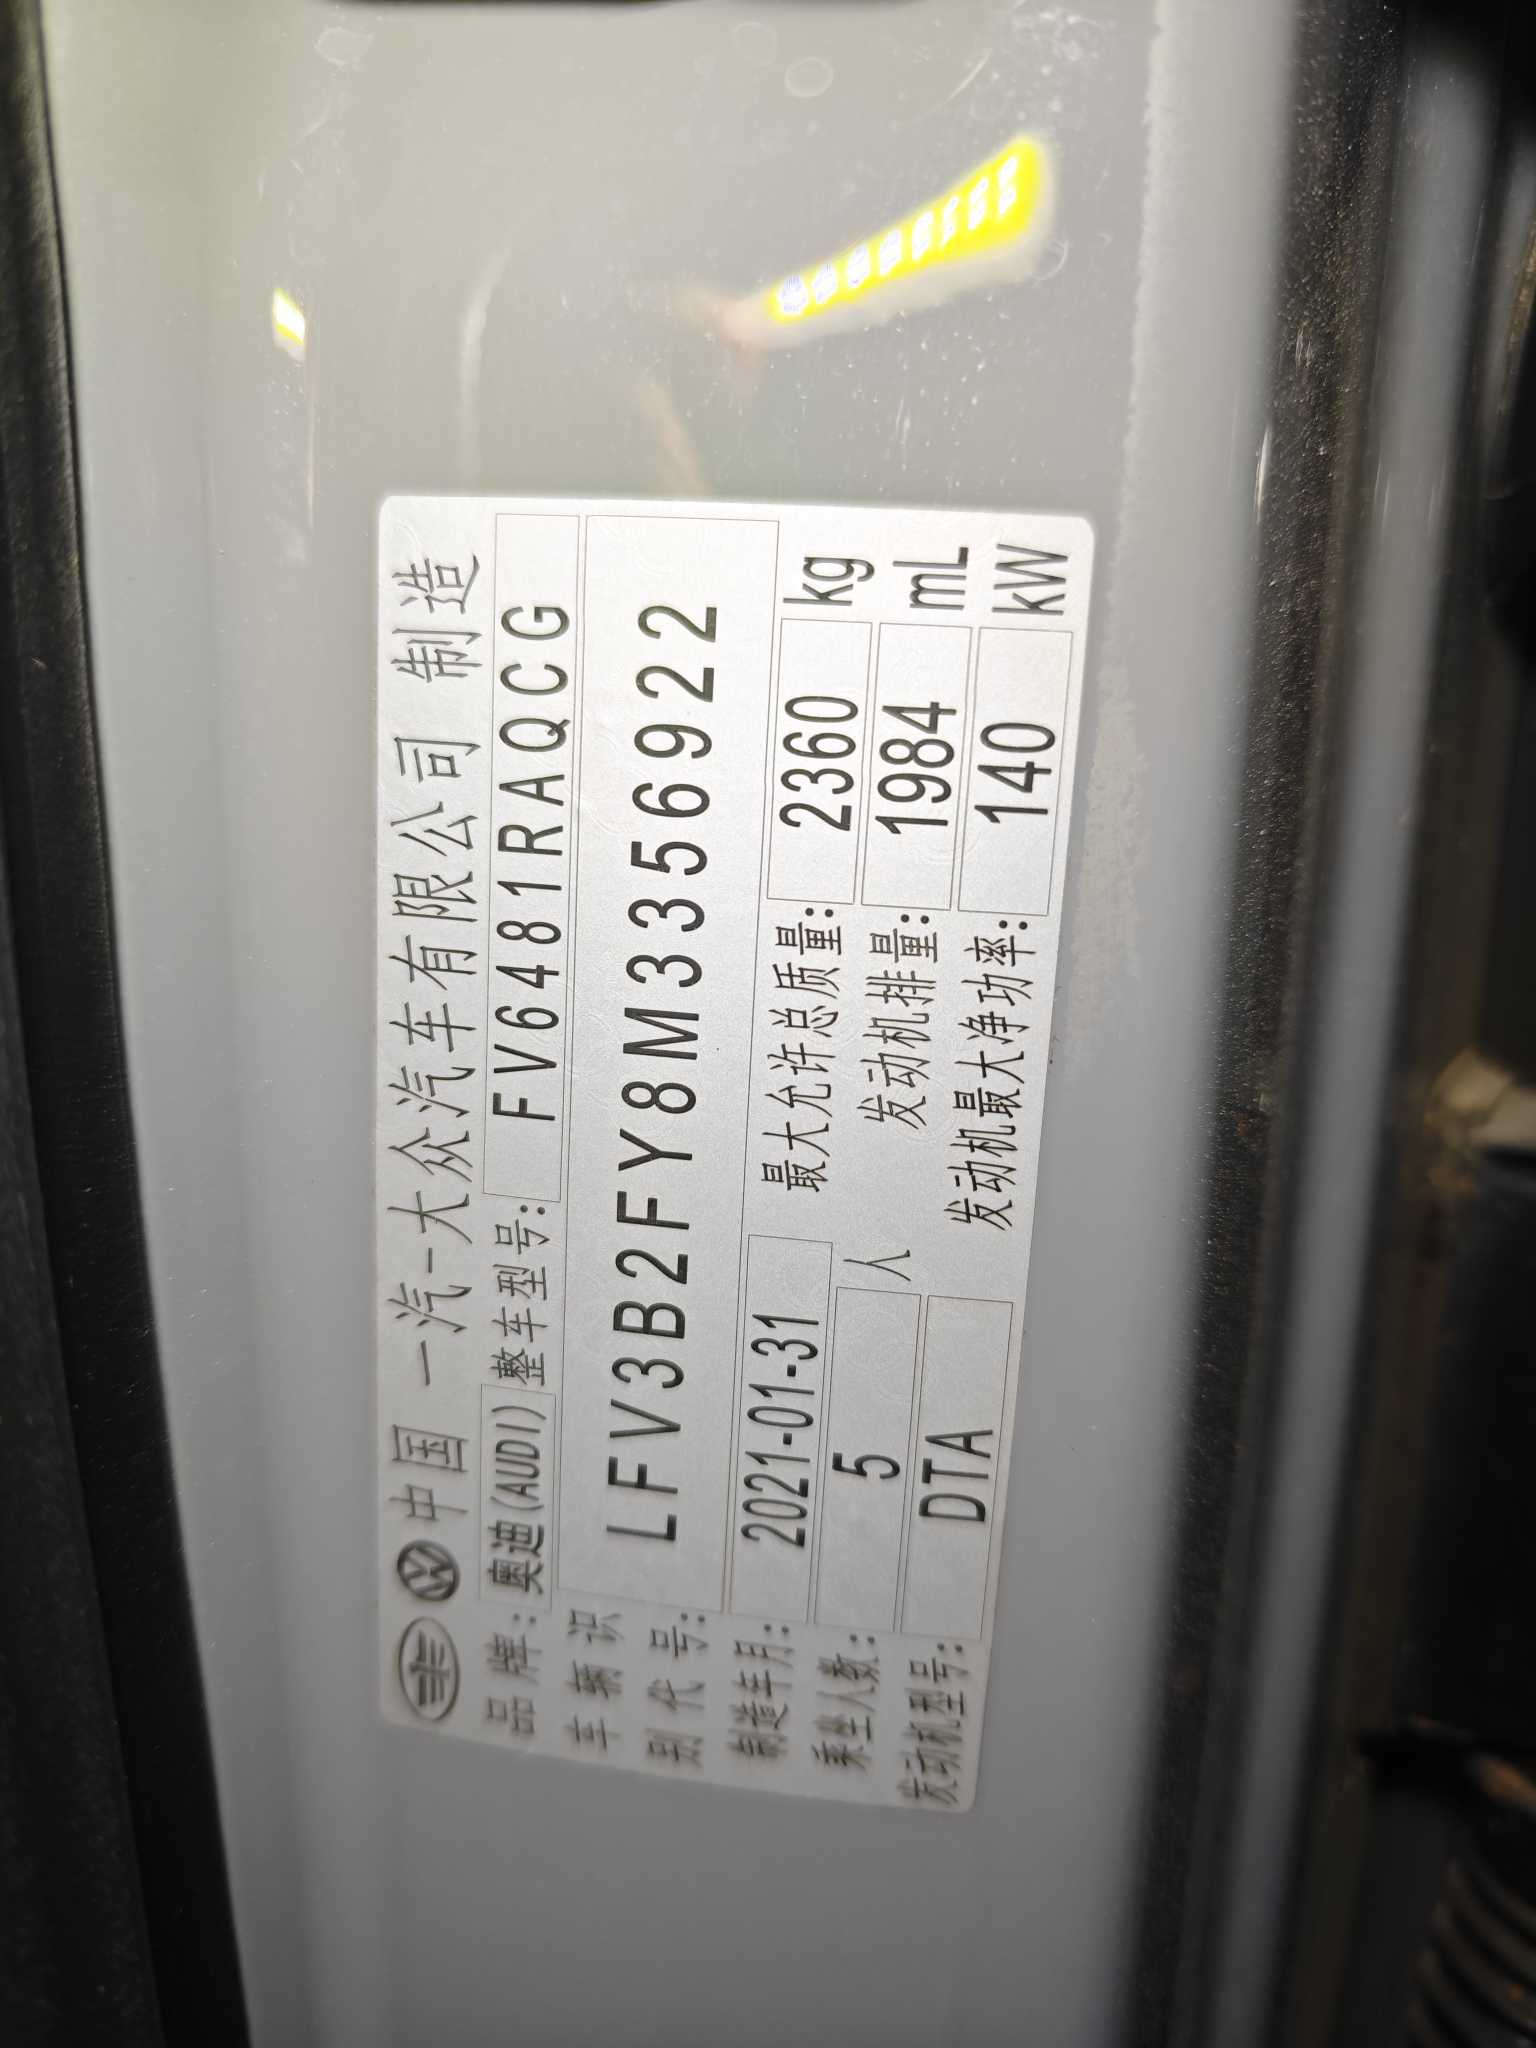 中国 一汽-大众汽车有限公司 制造
品牌: 奥迪(AUDI) 整车型号: FV6481RAQCG
车辆识别代号: LFV3B2FY8M3356922
制造年月: 2021-01-31 最大允许总质量: 2360 kg
乘坐人数: 5 人 发动机排量: 1984 mL
发动机型号: DTA 发动机最大净功率: 140 kW